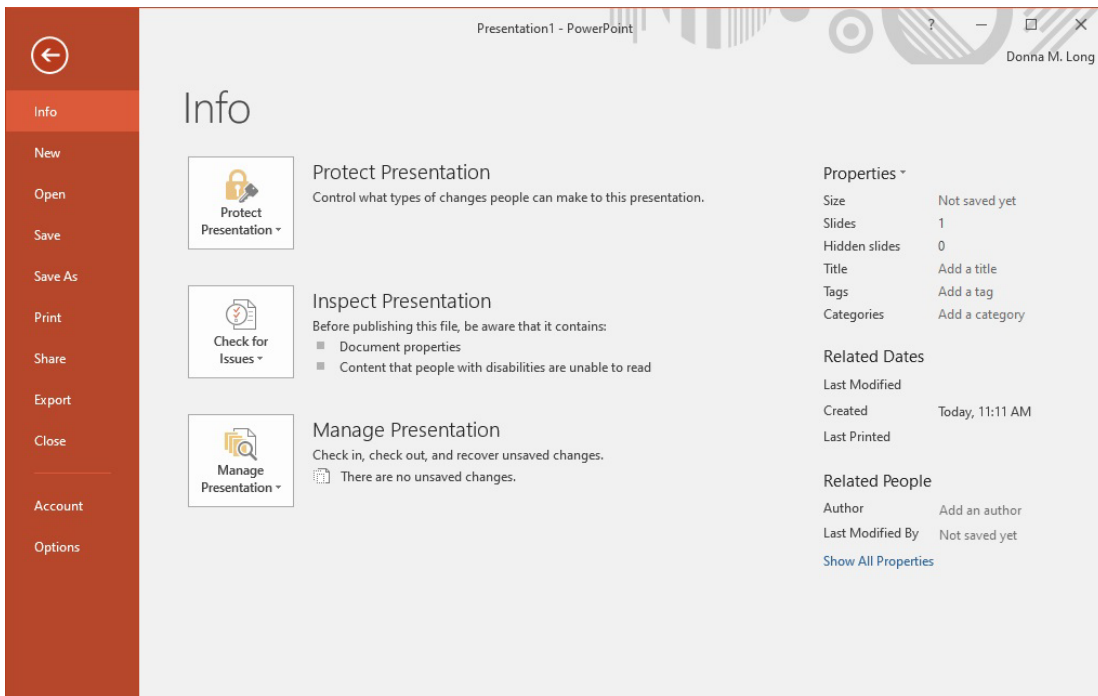 Presentation1 - PowerPoint
?
Donna M. Long
Info
New
Open
Save
Save As
Print
Share
Export
Close
Account
Options
Info
Protect
Presentation
Protect Presentation
Control what types of changes people can make to this presentation.
Check for
Issues
Inspect Presentation
Before publishing this file, be aware that it contains:
Document properties
Content that people with disabilities are unable to read
Manage
Presentation
Manage Presentation
Check in, check out, and recover unsaved changes.
There are no unsaved changes.
Properties
Size Not saved yet
Slides 1
Hidden slides 0
Title Add a title
Tags Add a tag
Categories Add a category
Related Dates
Last Modified
Created Today, 11:11 AM
Last Printed
Related People
Author Add an author
Last Modified By Not saved yet
Show All Properties